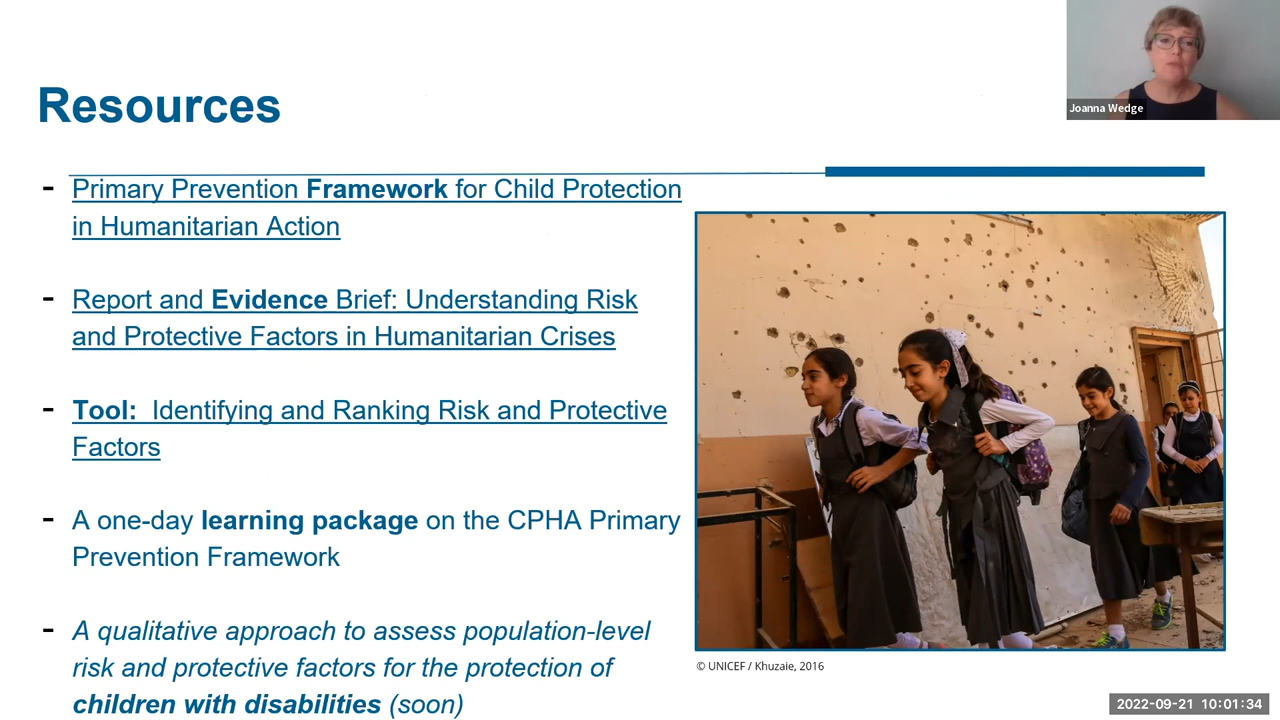 Joanna Wedge
Resources
- Primary Prevention Framework for Child Protection
in Humanitarian Action
- Report and Evidence Brief: Understanding Risk
and Protective Factors in Humanitarian Crises
- Tool: Identifying and Ranking Risk and Protective
Factors
- A one-day learning package on the CPHA Primary
Prevention Framework
- A qualitative approach to assess population-level
risk and protective factors for the protection of
children with disabilities (soon)
© UNICEF / Khuzaie, 2016
2022-09-21 10:01:34